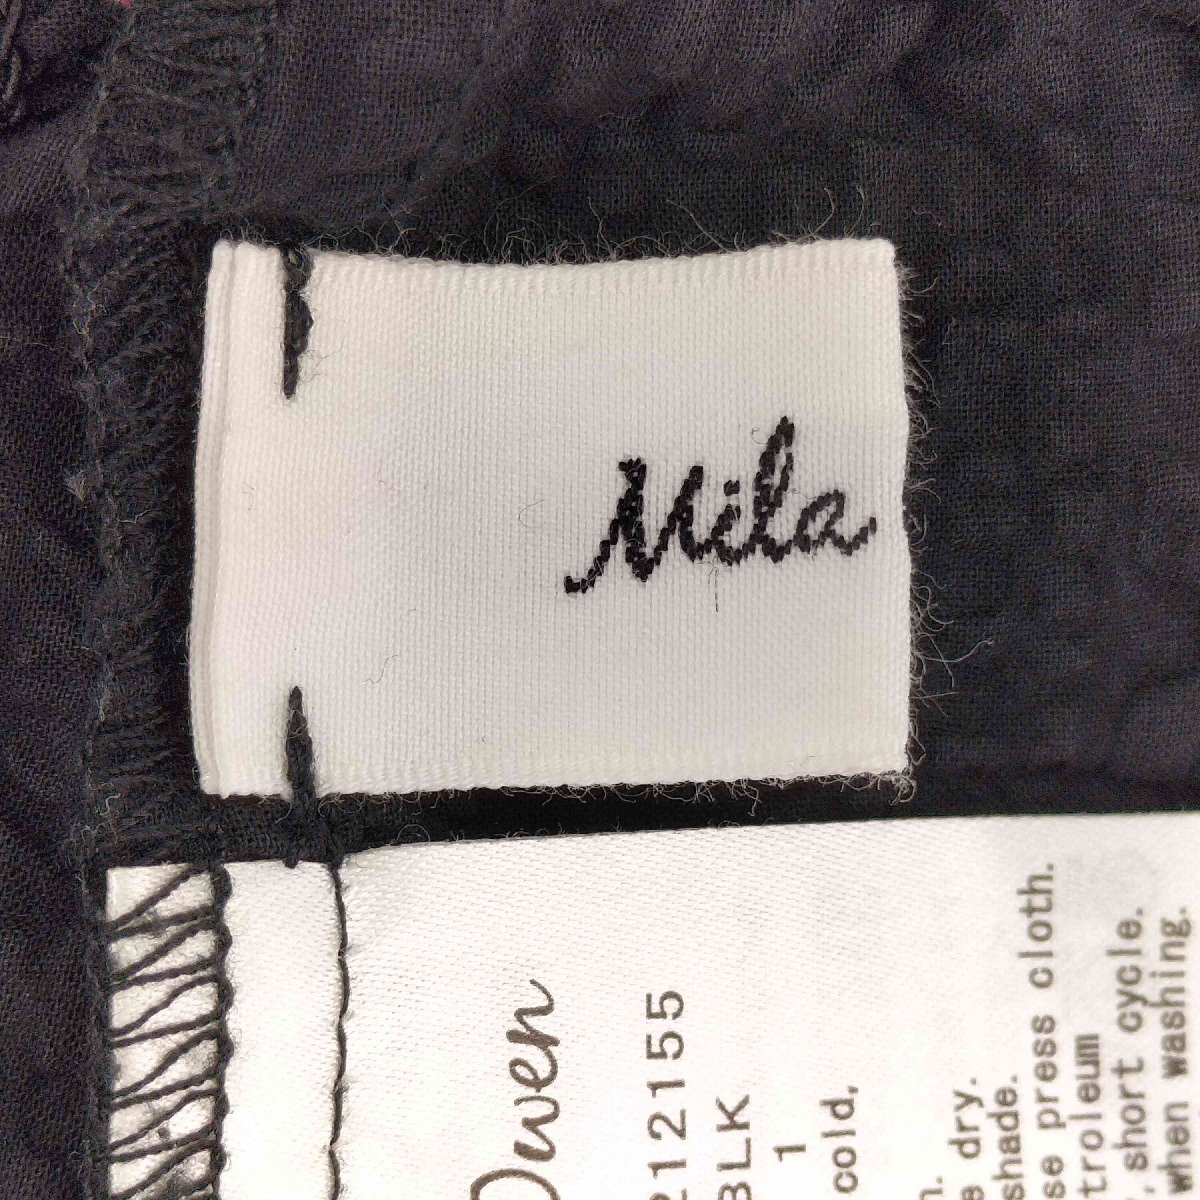 Mila
Owen
212155
BLK
1
cold,
dry.
shade.
press cloth.
short cycle.
when washing.